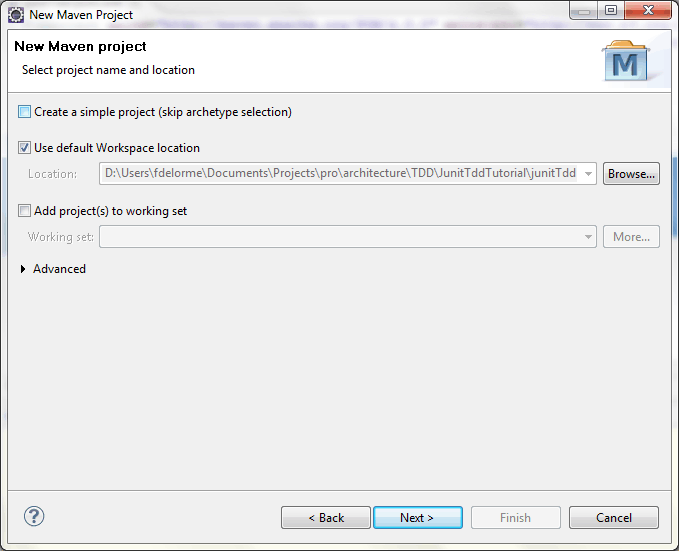 New Maven Project
New Maven project
Select project name and location
M
Create a simple project (skip archetype selection)
Use default Workspace location
Location: D:\Users\fdelorme\Documents\Projects\pro\architecture\TDD\JunitTddTutorial\junitTdd Browse...
Add project(s) to working set
Working set: More...
Advanced
? < Back Next > Finish Cancel